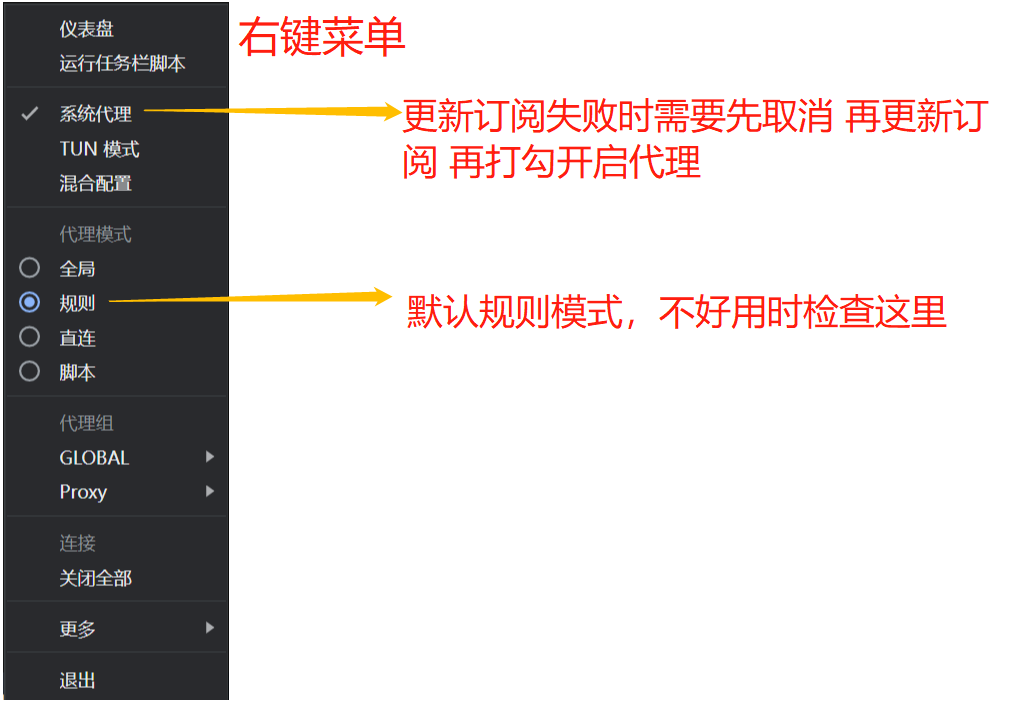 仪表盘
右键菜单
运行任务栏脚本
系统代理
更新订阅失败时需要先取消 再更新订
阅 再打勾开启代理
TUN 模式
混合配置
代理模式
全局
规则
默认规则模式，不好用时检查这里
直连
脚本
代理组
GLOBAL
Proxy
连接
关闭全部
更多
退出